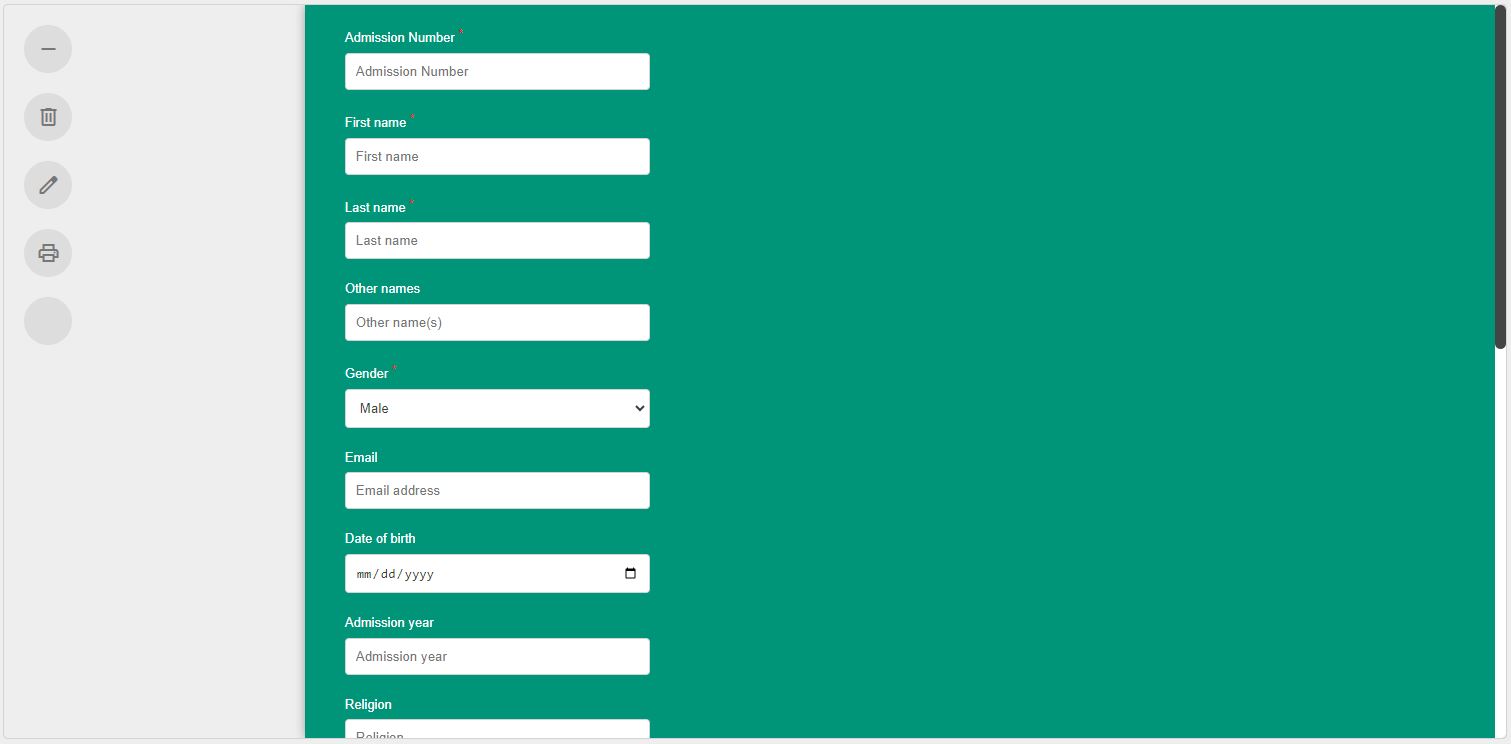 Admission Number *
Admission Number
First name *
First name
Last name *
Last name
Other names
Other name(s)
Gender *
Male
Email
Email address
Date of birth
mm/dd/yyyy
Admission year
Admission year
Religion
Religion